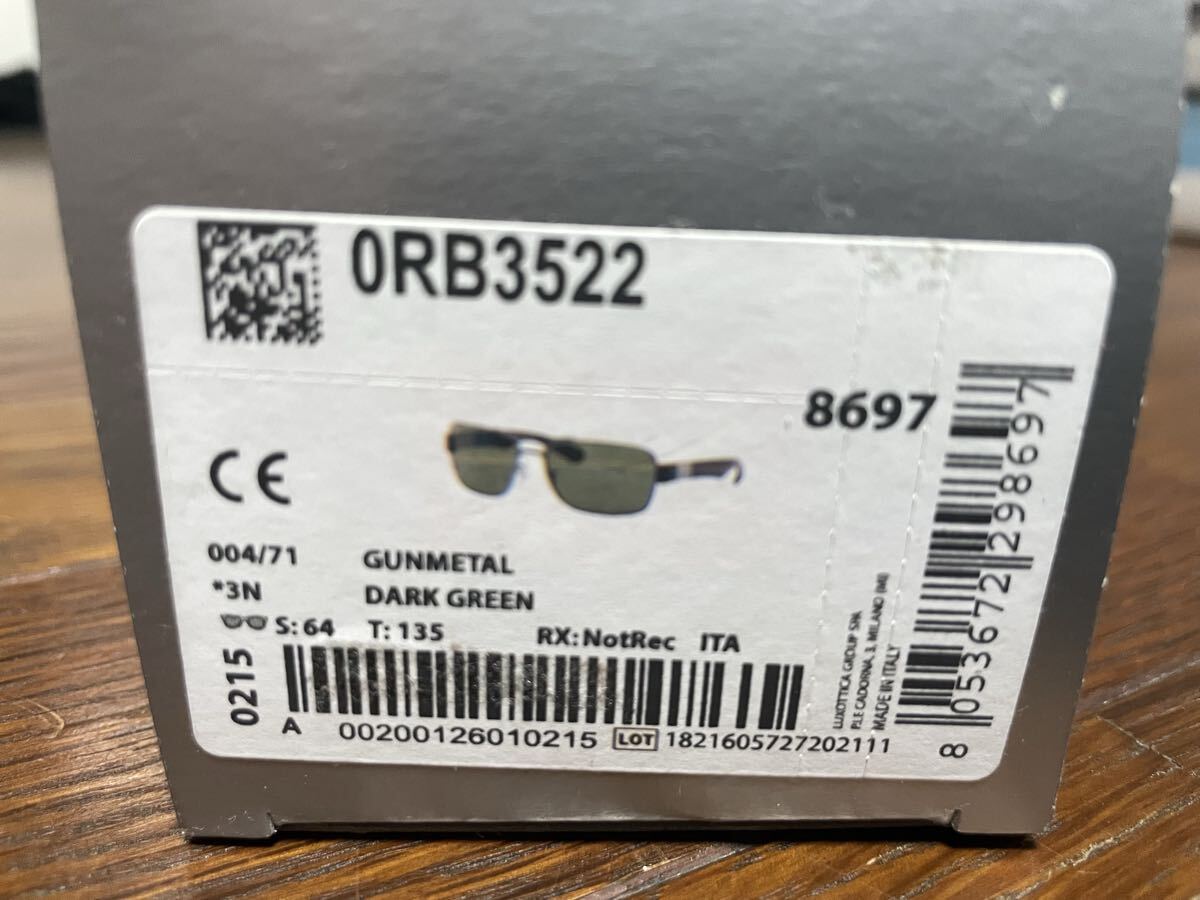 0RB3522
8697
CE
004/71 GUNMETAL
*3N DARK GREEN
S: 64 T: 135 RX: NotRec ITA
0215
A 00200126010215 LOT 1821605727202111
LUXOTTICA GROUP SPA
P.LE CADORNA, 3, MILANO (MI)
MADE IN ITALY
8 053672 298697